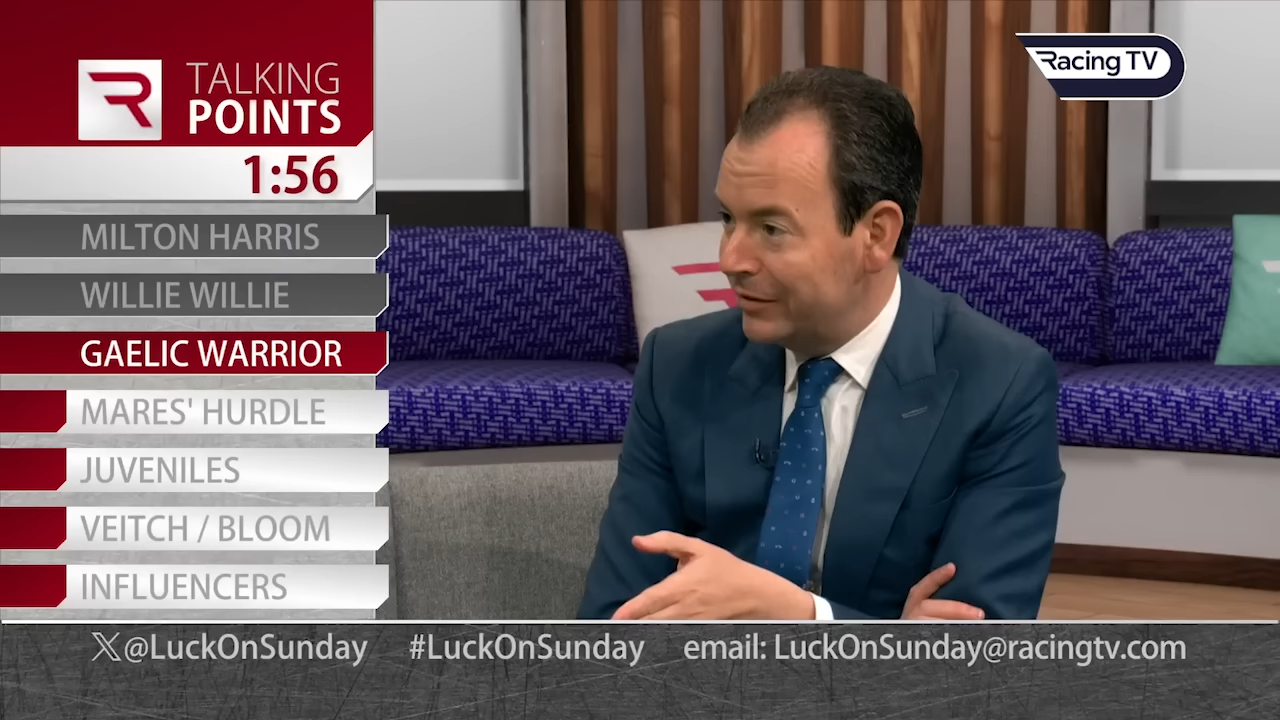 TALKING
POINTS
1:56
MILTON HARRIS
WILLIE WILLIE
GAELIC WARRIOR
MARES' HURDLE
JUVENILES
VEITCH / BLOOM
INFLUENCERS
Racing TV
X@LuckOnSunday #LuckOnSunday email: LuckOnSunday@racingtv.com